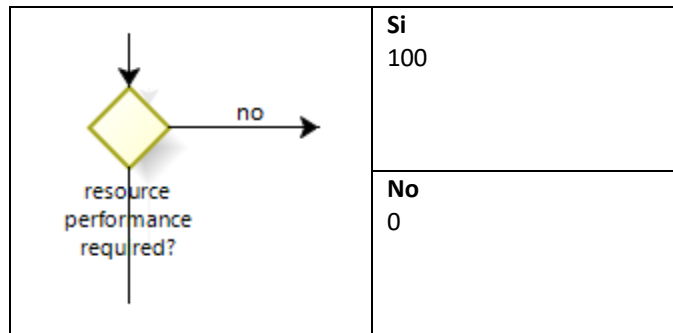 no
resource
performance
required?
Si
100
No
0